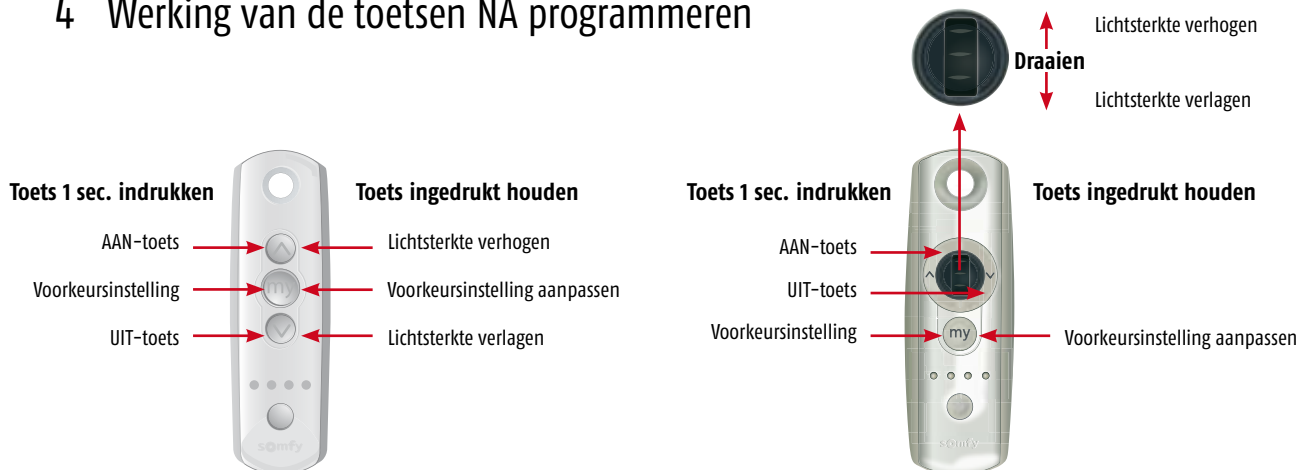 4 Werking van de toetsen NA programmeren
Lichtsterkte verhogen
Draaien
Lichtsterkte verlagen
Toets 1 sec. indrukken
Toets ingedrukt houden
AAN-toets
Lichtsterkte verhogen
Voorkeursinstelling
my
Voorkeursinstelling aanpassen
UIT-toets
Lichtsterkte verlagen
somfy
Toets 1 sec. indrukken
Toets ingedrukt houden
AAN-toets
UIT-toets
Voorkeursinstelling
my
Voorkeursinstelling aanpassen
somfy